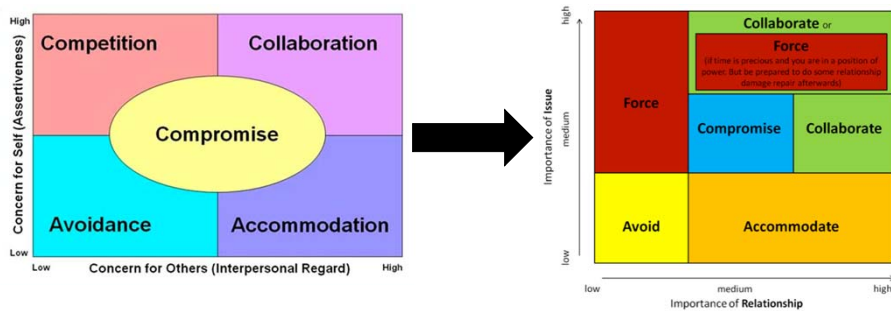 High
Competition
Collaboration
Compromise
Avoidance
Accommodation
Low
Concern for Self (Assertiveness)
Low
Concern for Others (Interpersonal Regard)
High
high
medium
low
Importance of Issue
Collaborate or
Force
(if time is precious and you are in a position of
power. But be prepared to do some relationship
damage repair afterwards)
Force
Compromise
Collaborate
Avoid
Accommodate
low
medium
high
Importance of Relationship